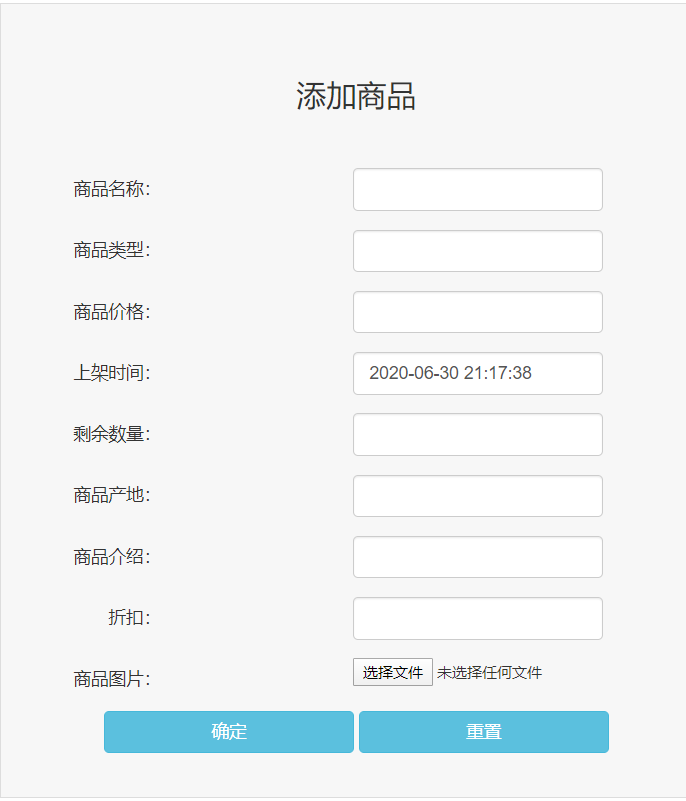 添加商品
商品名称：
商品类型：
商品价格：
上架时间： 2020-06-30 21:17:38
剩余数量：
商品产地：
商品介绍：
折扣：
商品图片： 选择文件 未选择任何文件
确定 重置